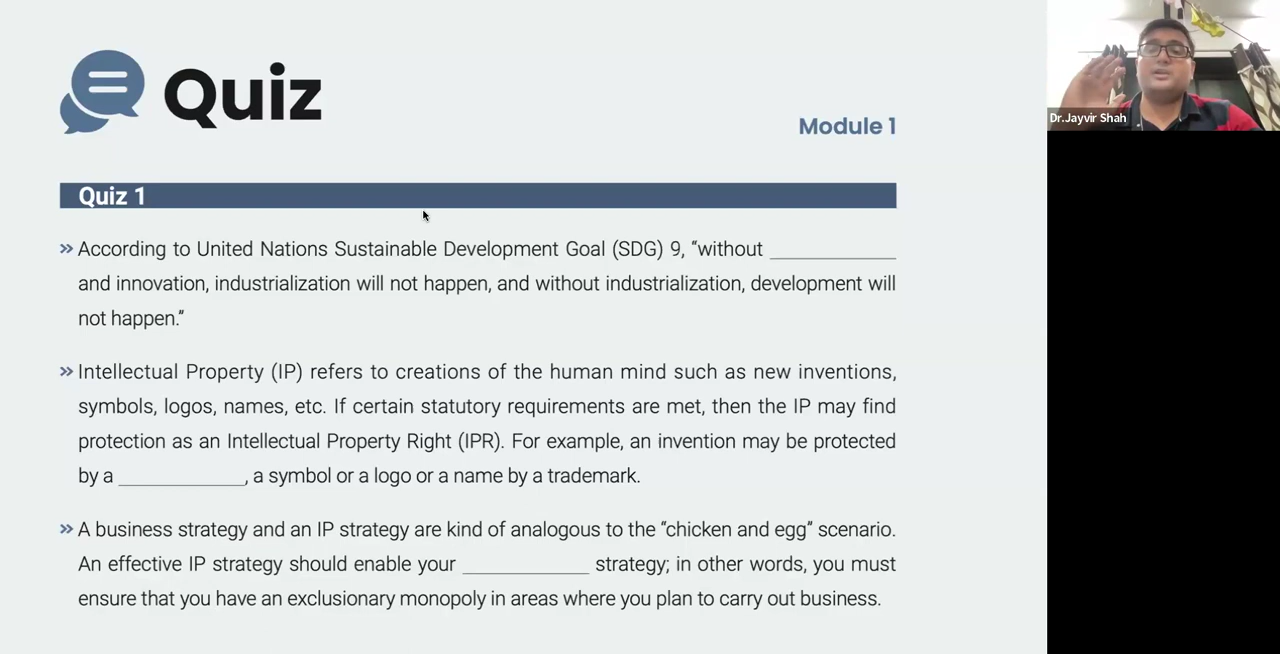 Quiz
Module 1
Quiz 1
» According to United Nations Sustainable Development Goal (SDG) 9, “without ____________
and innovation, industrialization will not happen, and without industrialization, development will
not happen.”
» Intellectual Property (IP) refers to creations of the human mind such as new inventions,
symbols, logos, names, etc. If certain statutory requirements are met, then the IP may find
protection as an Intellectual Property Right (IPR). For example, an invention may be protected
by a ____________, a symbol or a logo or a name by a trademark.
» A business strategy and an IP strategy are kind of analogous to the “chicken and egg” scenario.
An effective IP strategy should enable your ____________ strategy; in other words, you must
ensure that you have an exclusionary monopoly in areas where you plan to carry out business.
Dr.Jayvir Shah